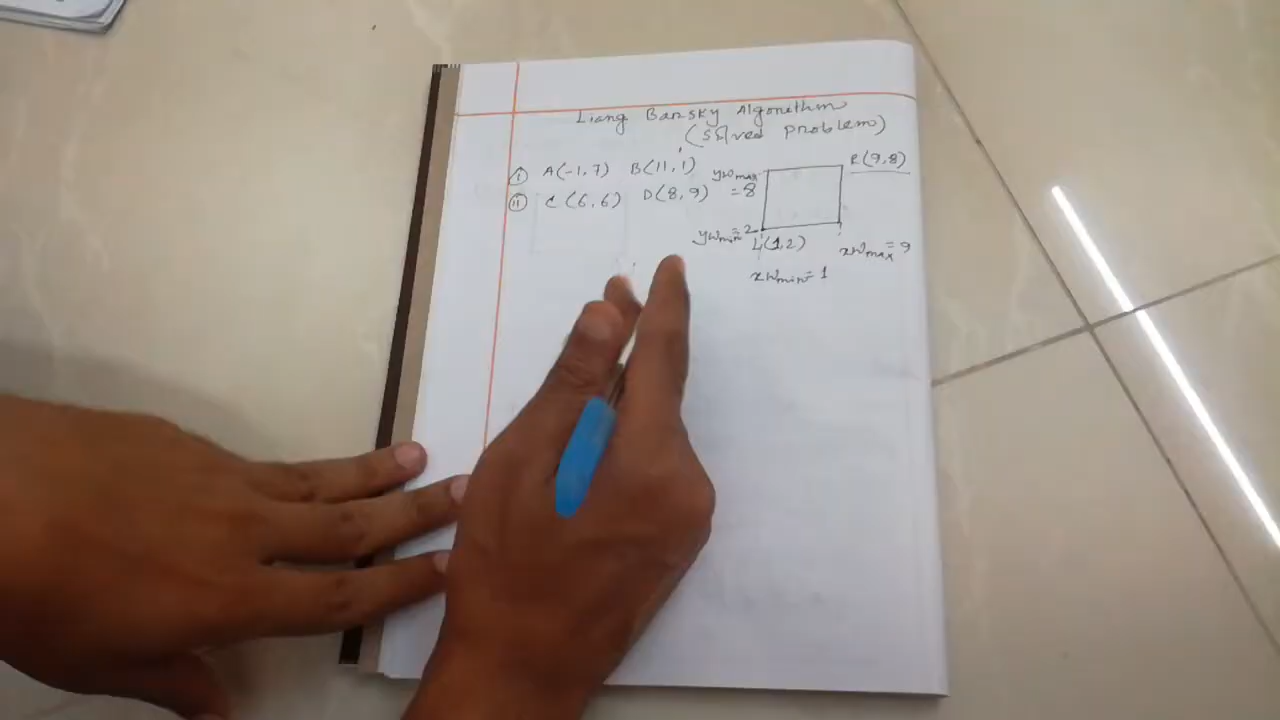 Liang Barsky Algorithm
(Solved problem)
I A(-1,7) B(11,1)
II C(6,6) D(8,9)
ywmax
=8
R(9,8)
ywmin=2
L(1,2)
xwmax=9
xwmin=1